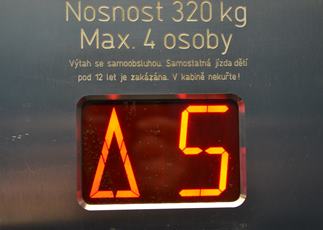 Nosnost 320 kg
Max. 4 osoby
Výtah se samoobsluhou. Samostatná jízda dětí
pod 12 let je zakázána. V kabině nekuřte!
5